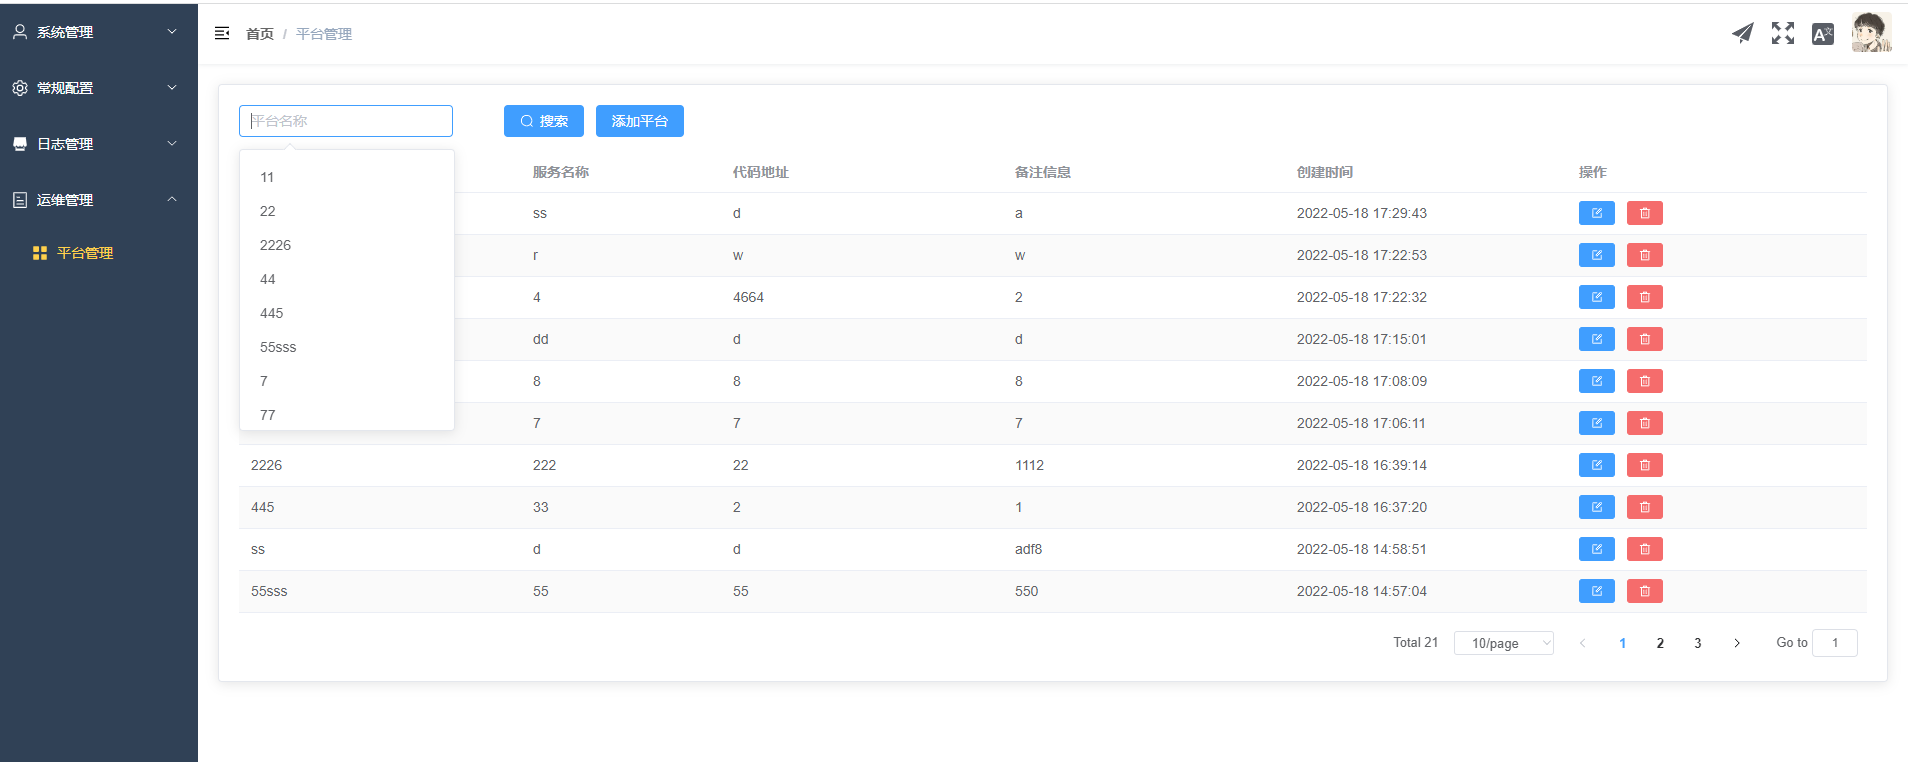 系统管理
常规配置
日志管理
运维管理
平台管理
首页 / 平台管理
A文
平台名称 搜索 添加平台
11
22
2226
44
445
55sss
7
77
服务名称 代码地址 备注信息 创建时间 操作
ss d a 2022-05-18 17:29:43
r w w 2022-05-18 17:22:53
4 4664 2 2022-05-18 17:22:32
dd d d 2022-05-18 17:15:01
8 8 8 2022-05-18 17:08:09
7 7 7 2022-05-18 17:06:11
2226 222 22 1112 2022-05-18 16:39:14
445 33 2 1 2022-05-18 16:37:20
ss d d adf8 2022-05-18 14:58:51
55sss 55 55 550 2022-05-18 14:57:04
Total 21 10/page 1 2 3 Go to 1